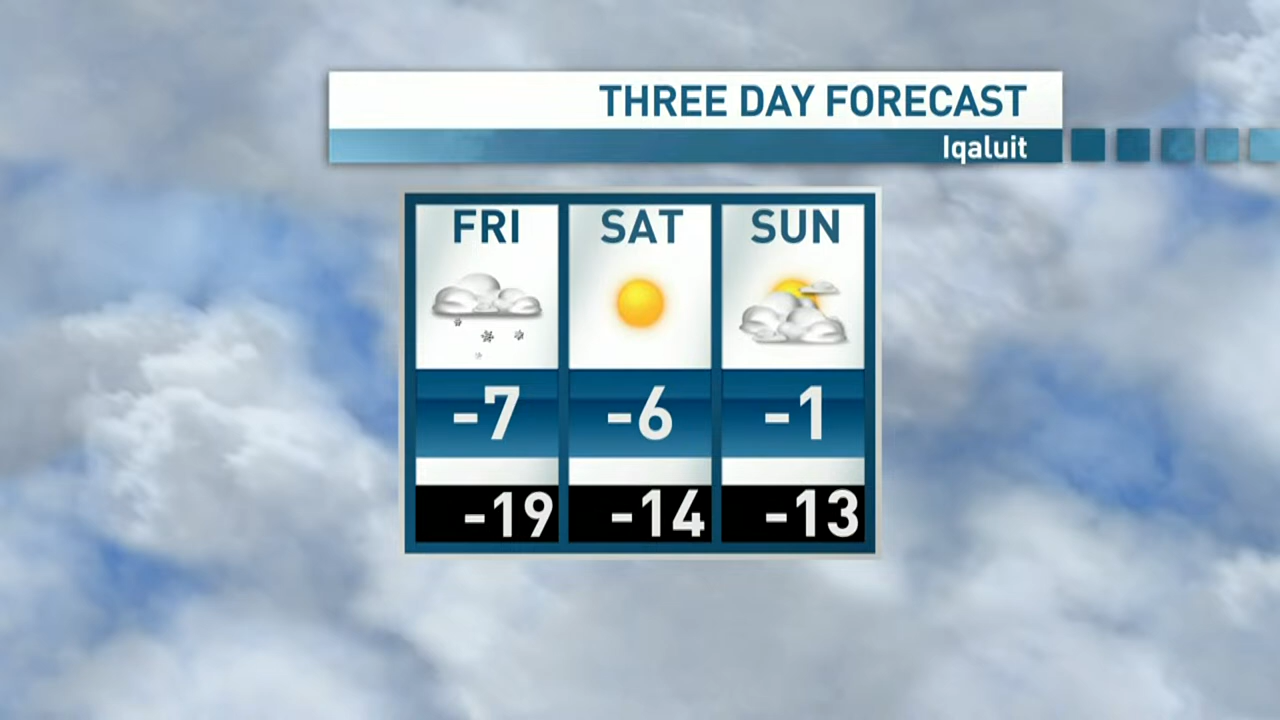 THREE DAY FORECAST
Iqaluit
FRI SAT SUN
-7 -6 -1
-19 -14 -13